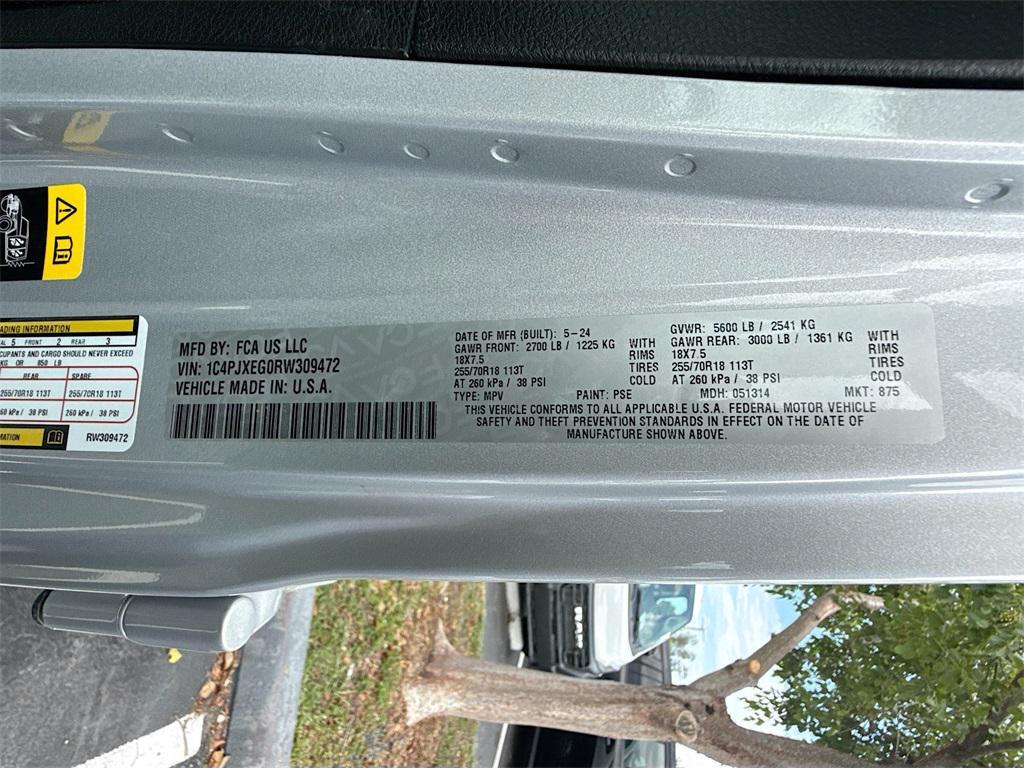 ADING INFORMATION
AL 5 FRONT 2 REAR 3
CUPANTS AND CARGO SHOULD NEVER EXCEED
KG OR 850 LB
REAR SPARE
255/70R18 113T 255/70R18 113T
60 kPa / 38 PSI 260 kPa / 38 PSI
MATION RW309472
MFD BY: FCA US LLC
VIN: 1C4PJXEG0RW309472
VEHICLE MADE IN U.S.A.
DATE OF MFR (BUILT): 5-24
GAWR FRONT: 2700 LB / 1225 KG WITH
18X7.5 RIMS
255/70R18 113T TIRES
AT 260 kPa / 38 PSI COLD
GVWR: 5600 LB / 2541 KG
GAWR REAR: 3000 LB / 1361 KG WITH
18X7.5 RIMS
255/70R18 113T TIRES
AT 260 kPa / 38 PSI COLD
TYPE: MPV PAINT: PSE MDH: 051314 MKT: 875
THIS VEHICLE CONFORMS TO ALL APPLICABLE U.S.A. FEDERAL MOTOR VEHICLE
SAFETY AND THEFT PREVENTION STANDARDS IN EFFECT ON THE DATE OF
MANUFACTURE SHOWN ABOVE.
RAM